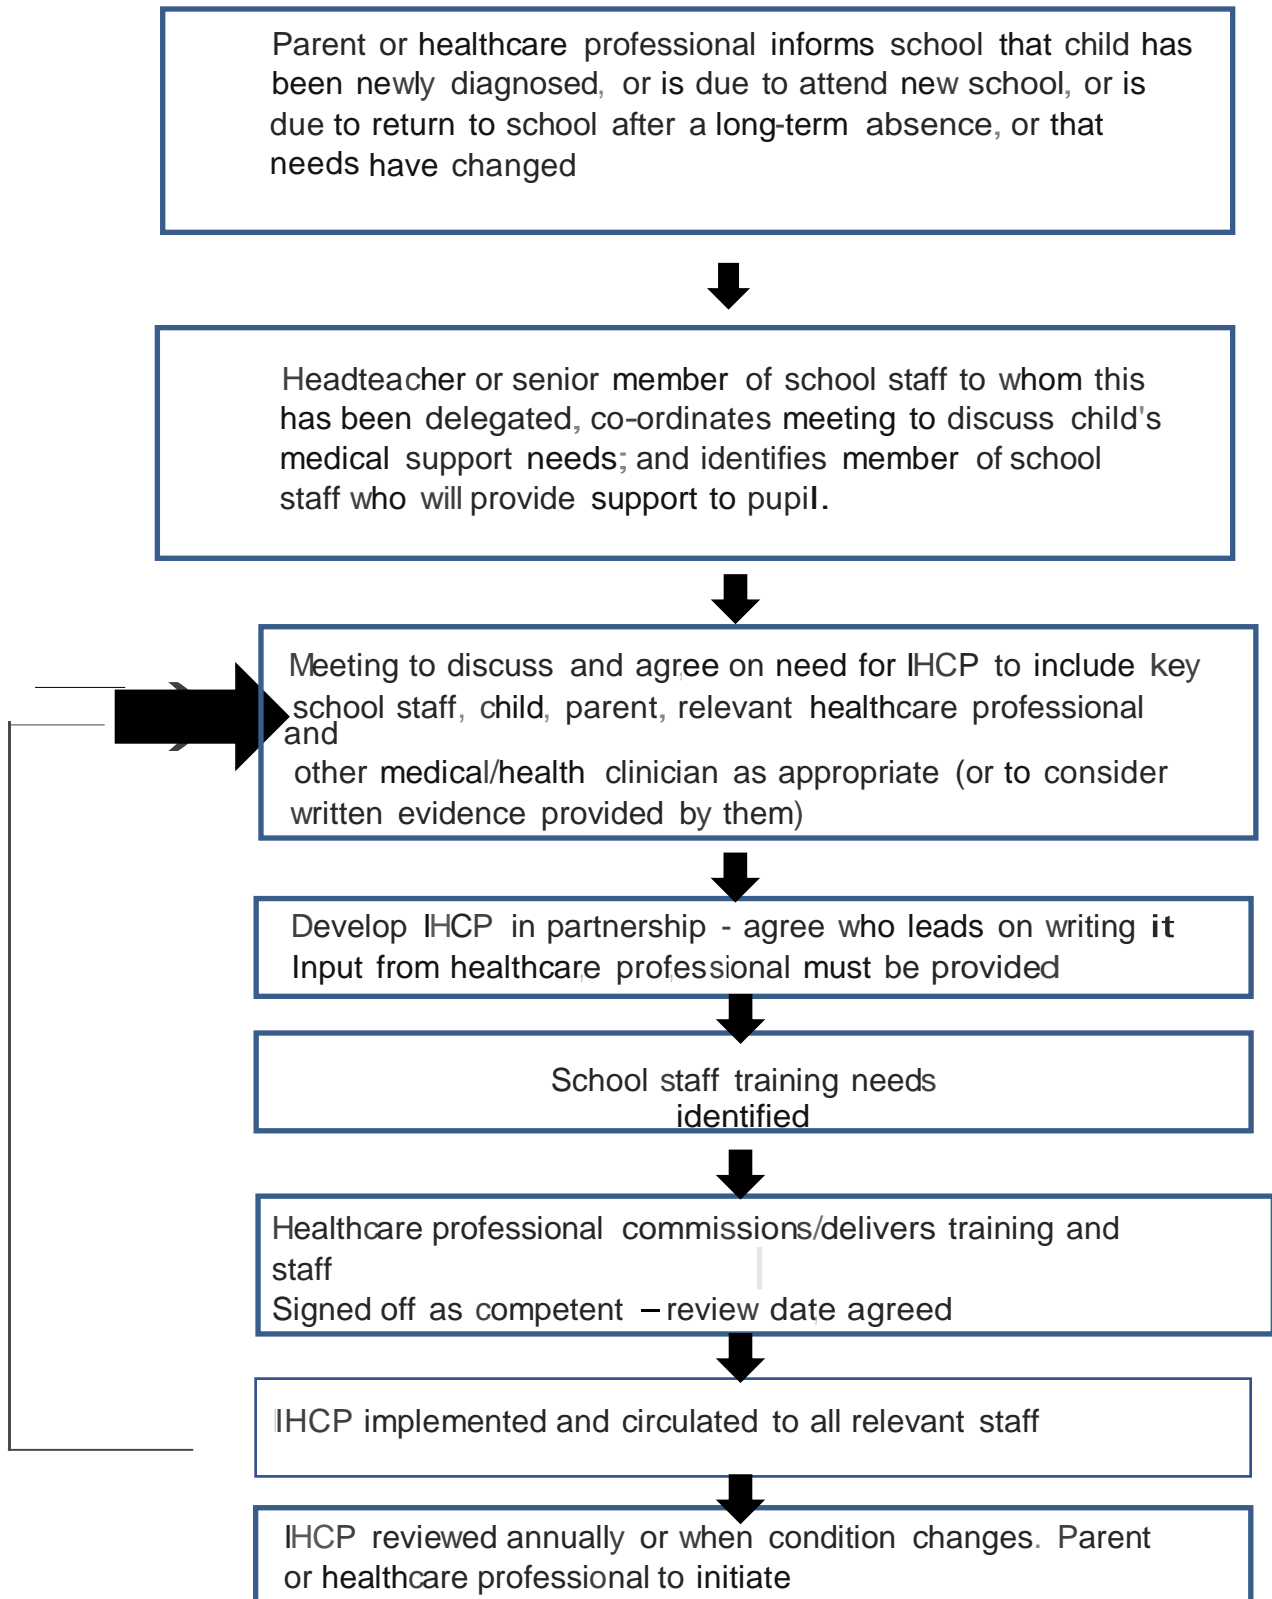 Parent or healthcare professional informs school that child has
been newly diagnosed, or is due to attend new school, or is
due to return to school after a long-term absence, or that
needs have changed
Headteacher or senior member of school staff to whom this
has been delegated, co-ordinates meeting to discuss child's
medical support needs; and identifies member of school
staff who will provide support to pupil.
Meeting to discuss and agree on need for IHCP to include key
school staff, child, parent, relevant healthcare professional
and
other medical/health clinician as appropriate (or to consider
written evidence provided by them)
Develop IHCP in partnership - agree who leads on writing it
Input from healthcare professional must be provided
School staff training needs
identified
Healthcare professional commissions/delivers training and
staff
Signed off as competent – review date agreed
IHCP implemented and circulated to all relevant staff
IHCP reviewed annually or when condition changes. Parent
or healthcare professional to initiate